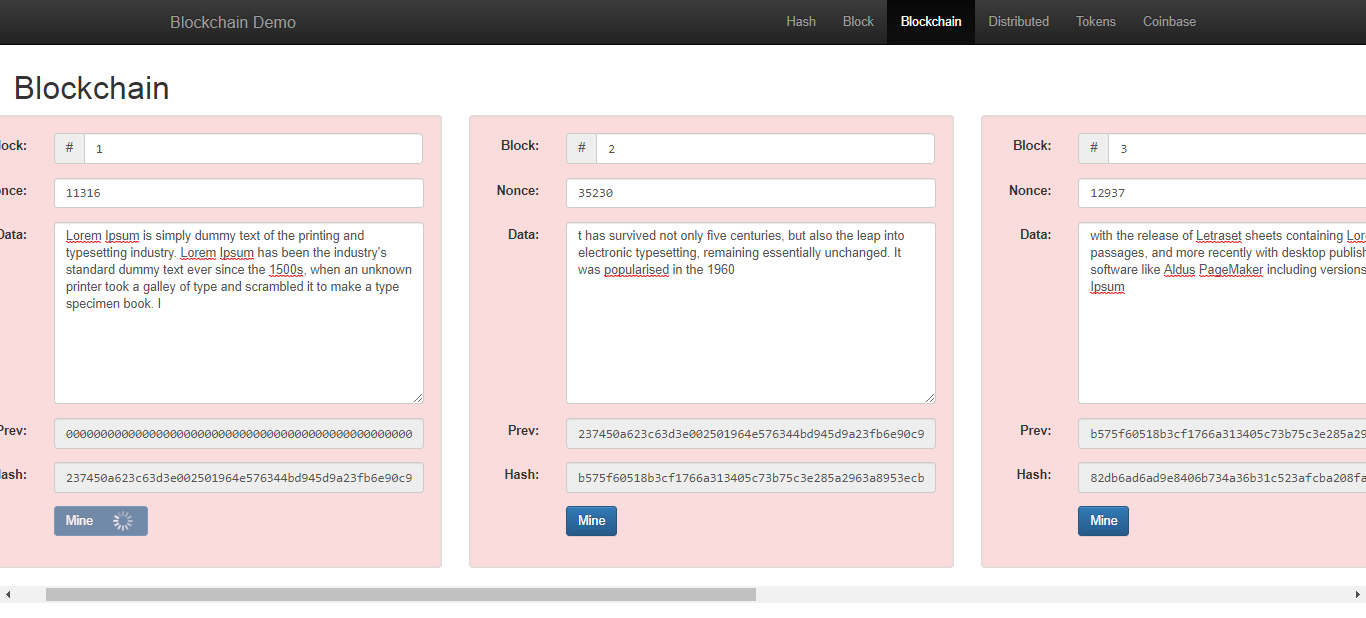 Blockchain Demo
Hash Block Blockchain Distributed Tokens Coinbase
Blockchain
lock:
# 1
nce:
11316
Data:
Lorem Ipsum is simply dummy text of the printing and
typesetting industry. Lorem Ipsum has been the industry's
standard dummy text ever since the 1500s, when an unknown
printer took a galley of type and scrambled it to make a type
specimen book. I
Prev:
00000000000000000000000000000000000000000000000000
ash:
237450a623c63d3e002501964e576344bd945d9a23fb6e90c9
Mine
Block:
# 2
Nonce:
35230
Data:
t has survived not only five centuries, but also the leap into
electronic typesetting, remaining essentially unchanged. It
was popularised in the 1960
Prev:
237450a623c63d3e002501964e576344bd945d9a23fb6e90c9
Hash:
b575f60518b3cf1766a313405c73b75c3e285a2963a8953ecb
Mine
Block:
# 3
Nonce:
12937
Data:
with the release of Letraset sheets containing Lore
passages, and more recently with desktop publish
software like Aldus PageMaker including versions
Ipsum
Prev:
b575f60518b3cf1766a313405c73b75c3e285a29
Hash:
82db6ad6ad9e8406b734a36b31c523afcba208fa
Mine